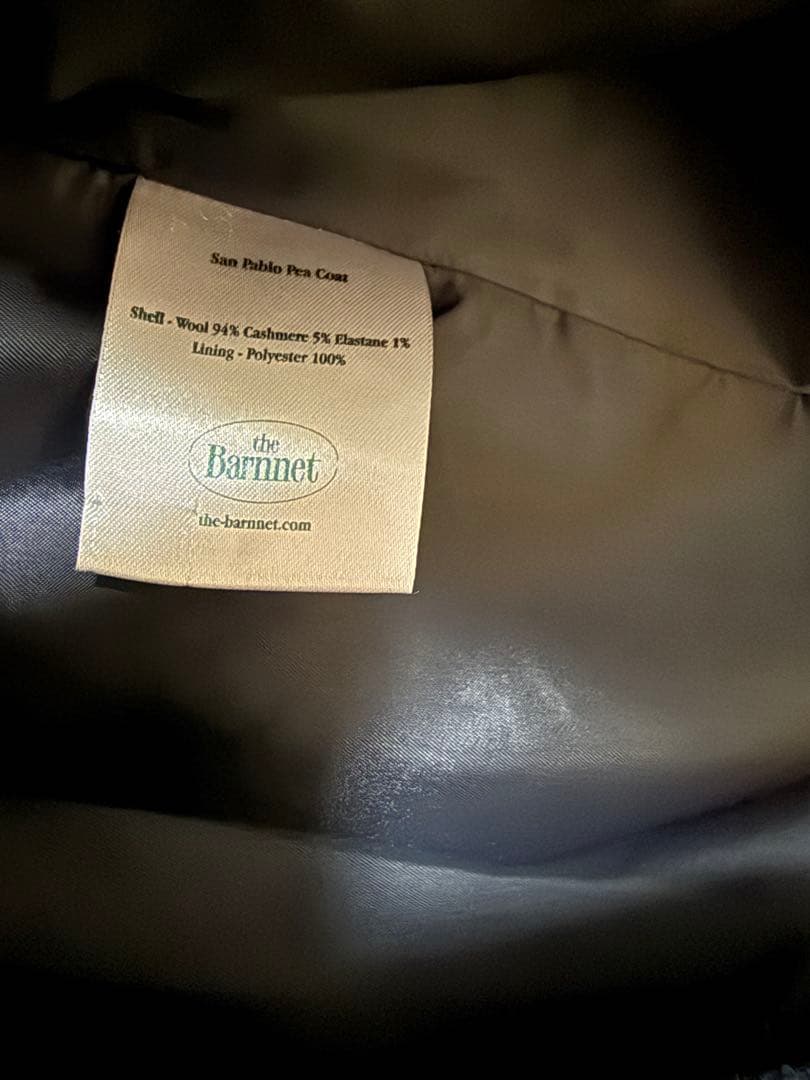 San Pablo Pea Coat
Shell - Wool 94% Cashmere 5% Elastane 1%
Lining - Polyester 100%
the
Barnnet
the-barnnet.com